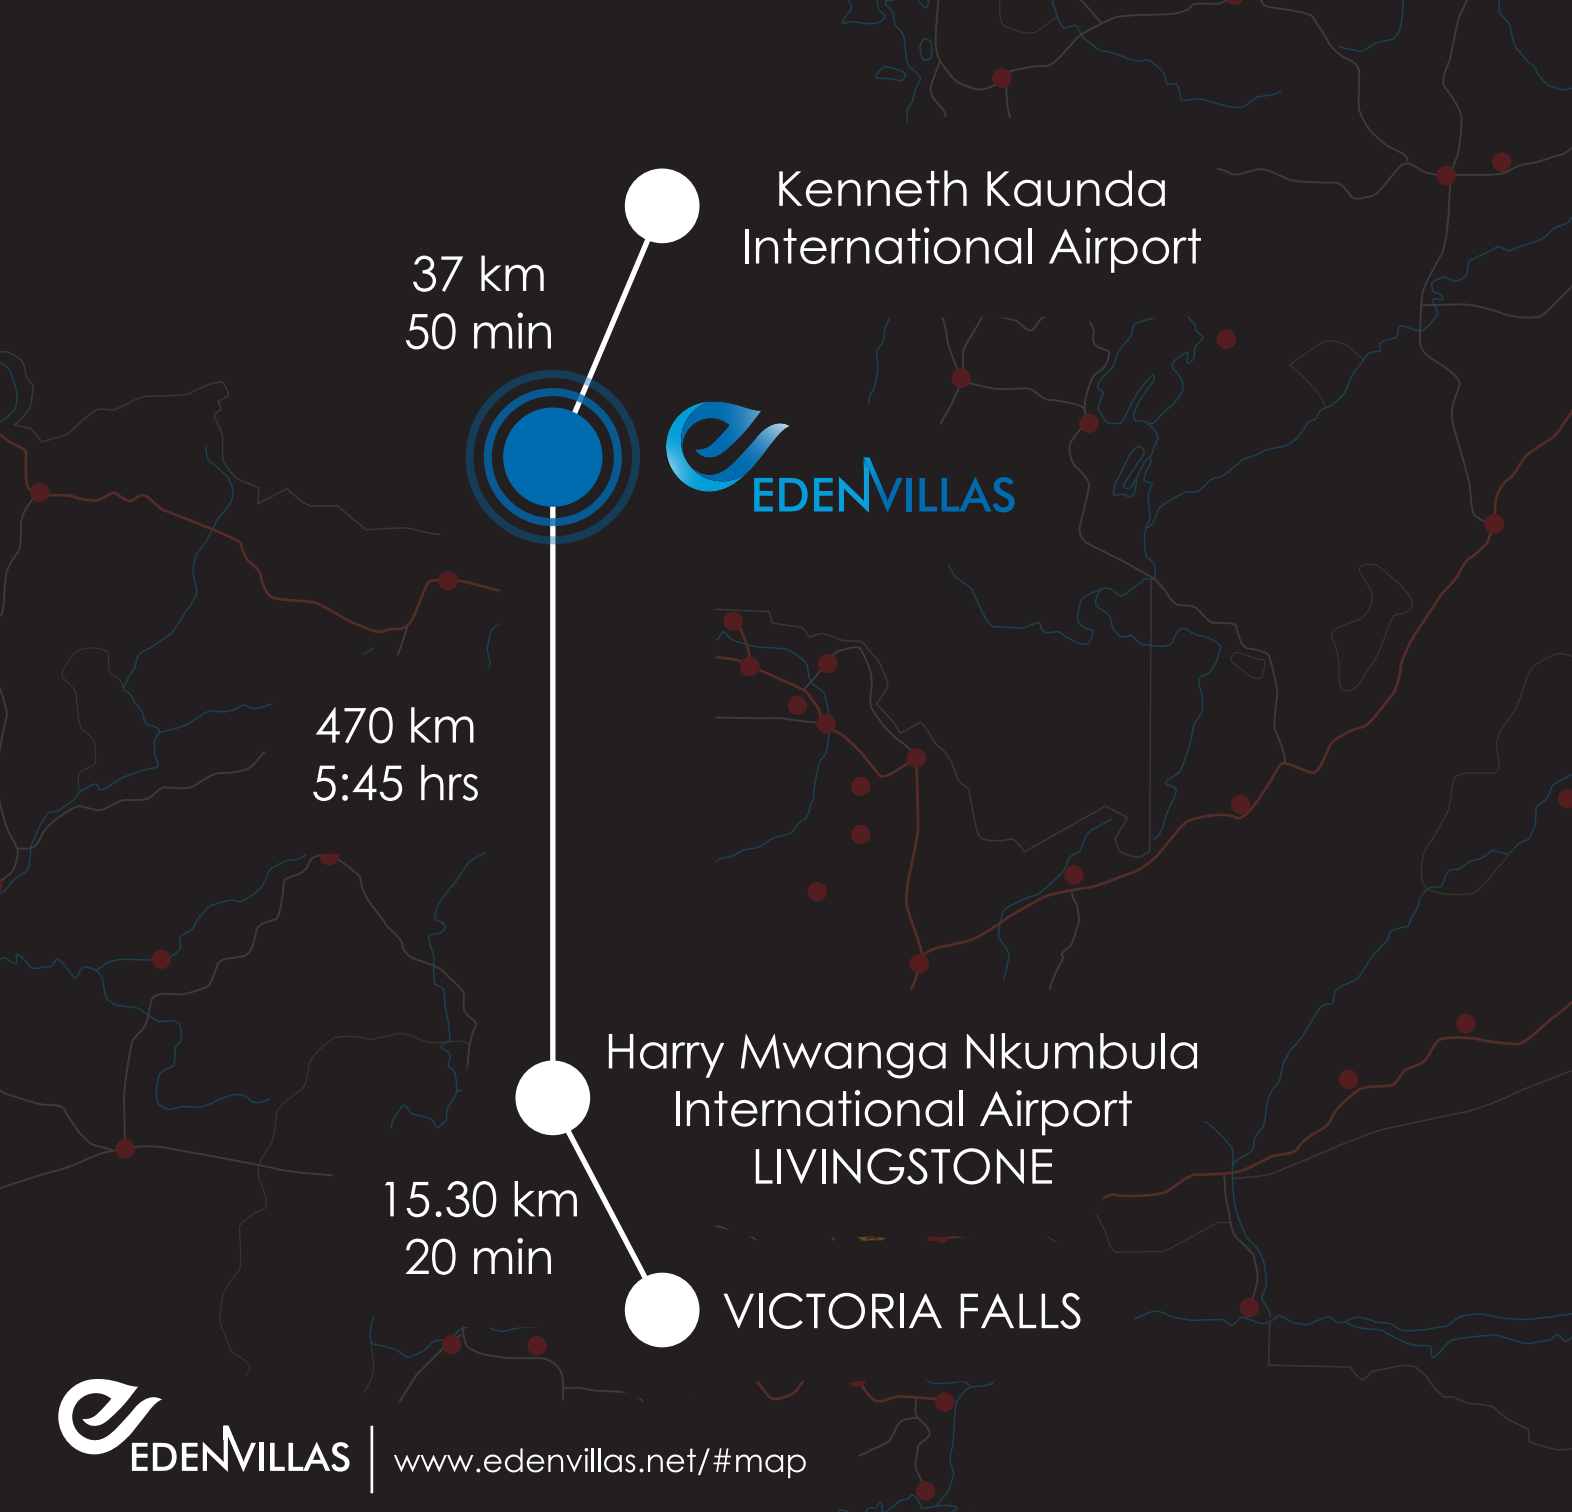 Kenneth Kaunda
International Airport
37 km
50 min
EDENVILLAS
470 km
5:45 hrs
Harry Mwanga Nkumbula
International Airport
LIVINGSTONE
15.30 km
20 min
VICTORIA FALLS
EDENVILLAS
www.edenvillas.net/#map